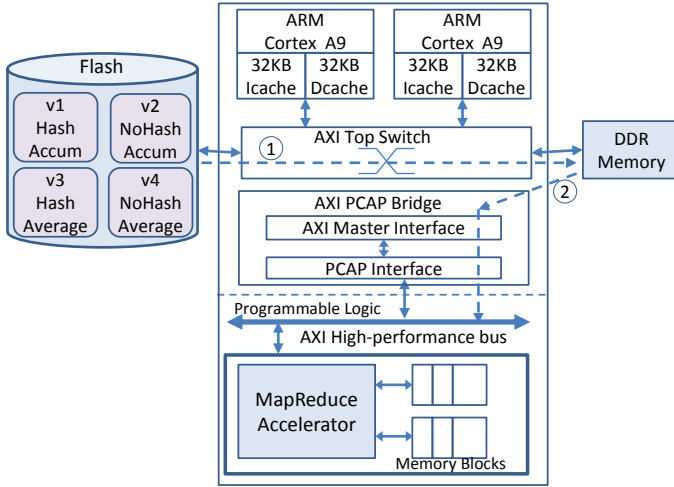 Flash
v1
Hash
Accum
v2
NoHash
Accum
v3
Hash
Average
v4
NoHash
Average
ARM
Cortex A9
32KB
Icache
32KB
Dcache
ARM
Cortex A9
32KB
Icache
32KB
Dcache
AXI Top Switch
1
DDR
Memory
2
AXI PCAP Bridge
AXI Master Interface
PCAP Interface
Programmable Logic
AXI High-performance bus
MapReduce
Accelerator
Memory Blocks